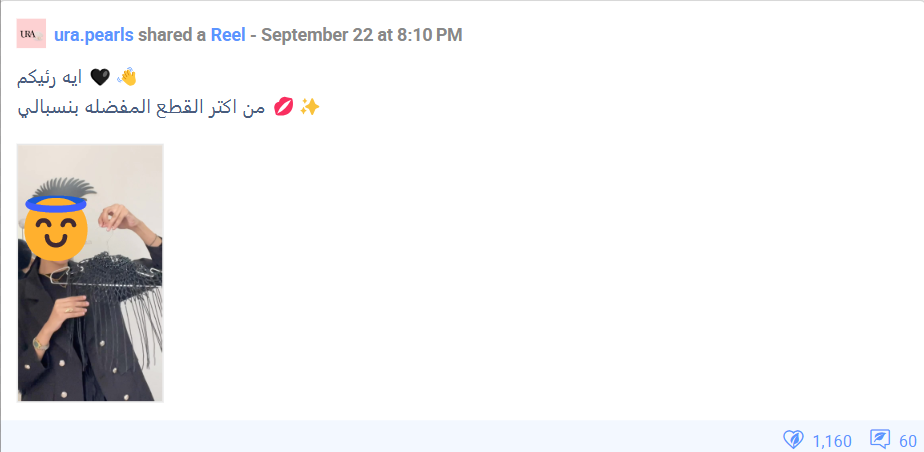 URA
ura.pearls shared a Reel - September 22 at 8:10 PM
ايه رئيكم 🖤 👋
من اكتر القطع المفضله بنسبالي 💋 ✨
1,160 60